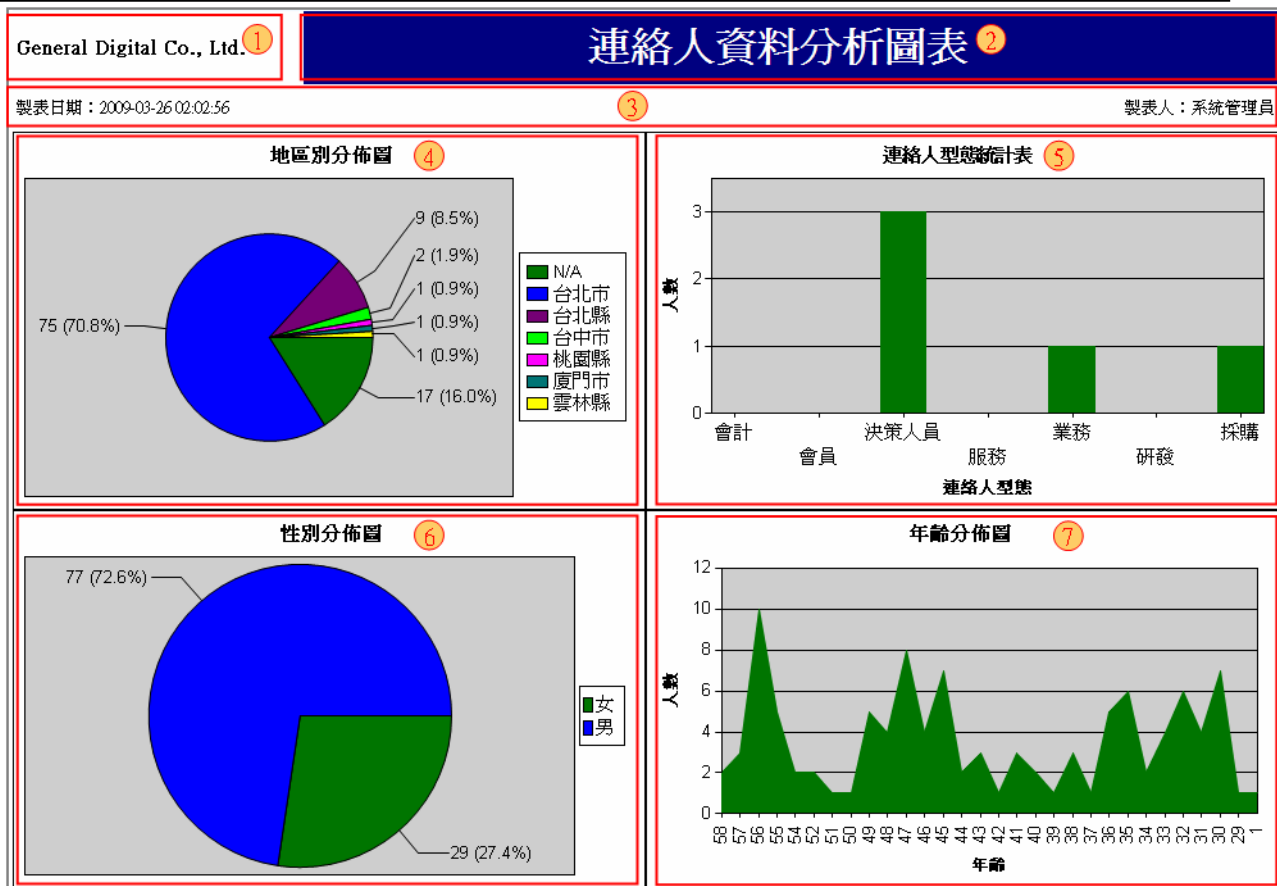 General Digital Co., Ltd.
1
連絡人資料分析圖表
2
製表日期：2009-03-26 02:02:56
3
製表人：系統管理員
地區別分佈圖
4
9 (8.5%)
2 (1.9%)
1 (0.9%)
1 (0.9%)
1 (0.9%)
17 (16.0%)
75 (70.8%)
N/A
台北市
台北縣
台中市
桃園縣
廈門市
雲林縣
連絡人型態統計表
5
人數
3
2
1
0
會計
會員
決策人員
服務
業務
研發
採購
連絡人型態
性別分佈圖
6
77 (72.6%)
29 (27.4%)
女
男
年齡分佈圖
7
人數
12
10
8
6
4
2
0
58
57
56
55
54
52
51
50
49
48
47
46
45
44
43
42
41
40
39
38
37
36
35
34
33
32
31
30
29
1
年齡